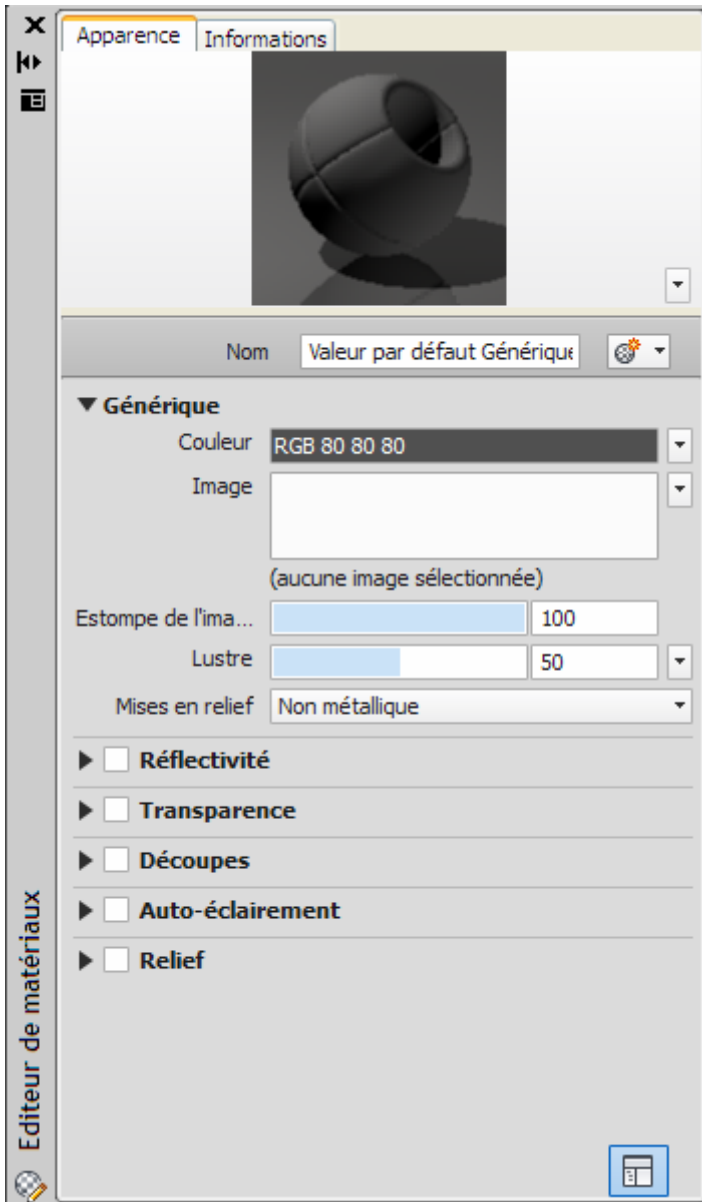 Apparence Informations
Nom Valeur par défaut Générique
Générique
Couleur RGB 80 80 80
Image
(aucune image sélectionnée)
Estompe de l'ima... 100
Lustre 50
Mises en relief Non métallique
Réflectivité
Transparence
Découpes
Auto-éclairement
Relief
Editeur de matériaux